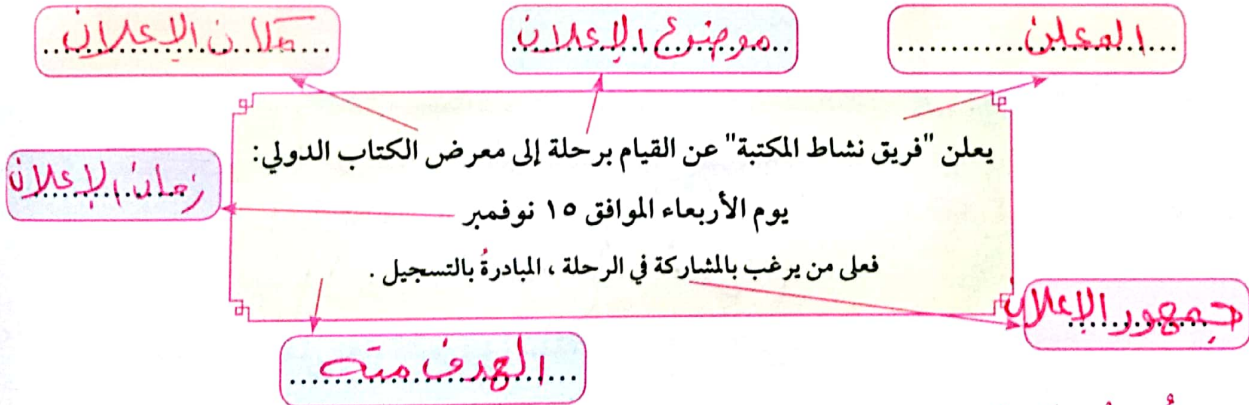 المعلن
موضوع الإعلان
مكان الإعلان
يعلن "فريق نشاط المكتبة" عن القيام برحلة إلى معرض الكتاب الدولي:
زمان الإعلان
يوم الأربعاء الموافق ١٥ نوفمبر
فعلى من يرغب بالمشاركة في الرحلة ، المبادرةُ بالتسجيل .
جمهور الإعلان
الهدف منه